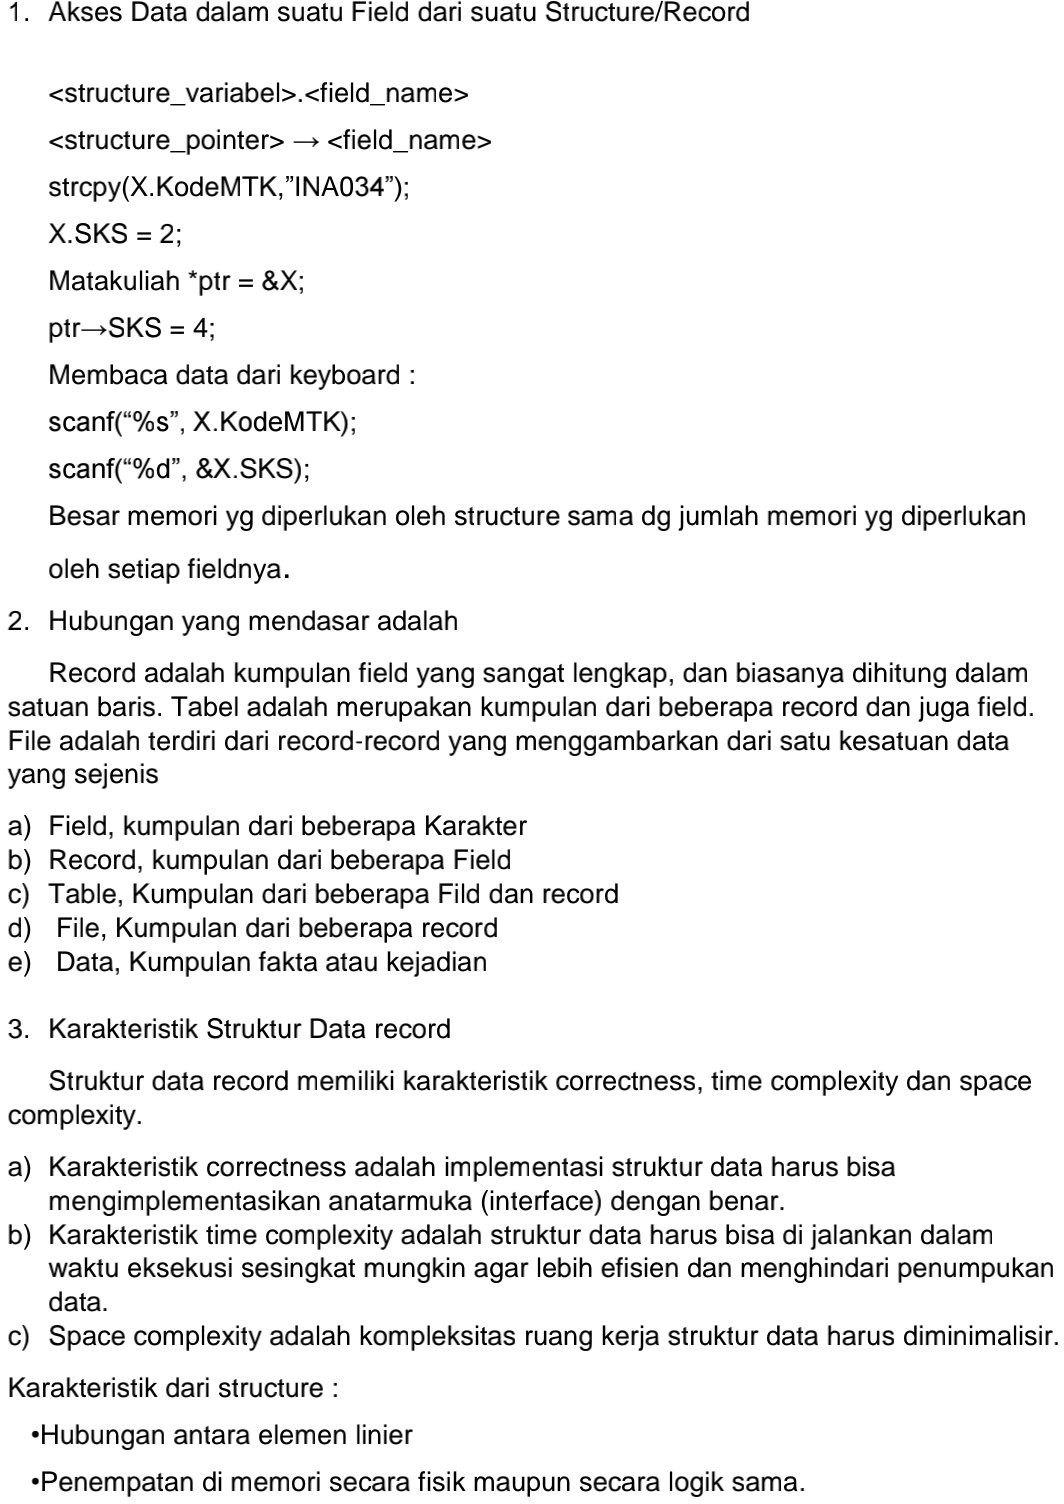 1. Akses Data dalam suatu Field dari suatu Structure/Record
<structure_variabel>.<field_name>
<structure_pointer> → <field_name>
strcpy(X.KodeMTK,”INA034”);
X.SKS = 2;
Matakuliah *ptr = &X;
ptr→SKS = 4;
Membaca data dari keyboard :
scanf(“%s”, X.KodeMTK);
scanf(“%d”, &X.SKS);
Besar memori yg diperlukan oleh structure sama dg jumlah memori yg diperlukan
oleh setiap fieldnya.
2. Hubungan yang mendasar adalah
Record adalah kumpulan field yang sangat lengkap, dan biasanya dihitung dalam
satuan baris. Tabel adalah merupakan kumpulan dari beberapa record dan juga field.
File adalah terdiri dari record-record yang menggambarkan dari satu kesatuan data
yang sejenis
a) Field, kumpulan dari beberapa Karakter
b) Record, kumpulan dari beberapa Field
c) Table, Kumpulan dari beberapa Fild dan record
d) File, Kumpulan dari beberapa record
e) Data, Kumpulan fakta atau kejadian
3. Karakteristik Struktur Data record
Struktur data record memiliki karakteristik correctness, time complexity dan space
complexity.
a) Karakteristik correctness adalah implementasi struktur data harus bisa
mengimplementasikan anatarmuka (interface) dengan benar.
b) Karakteristik time complexity adalah struktur data harus bisa di jalankan dalam
waktu eksekusi sesingkat mungkin agar lebih efisien dan menghindari penumpukan
data.
c) Space complexity adalah kompleksitas ruang kerja struktur data harus diminimalisir.
Karakteristik dari structure :
•Hubungan antara elemen linier
•Penempatan di memori secara fisik maupun secara logik sama.